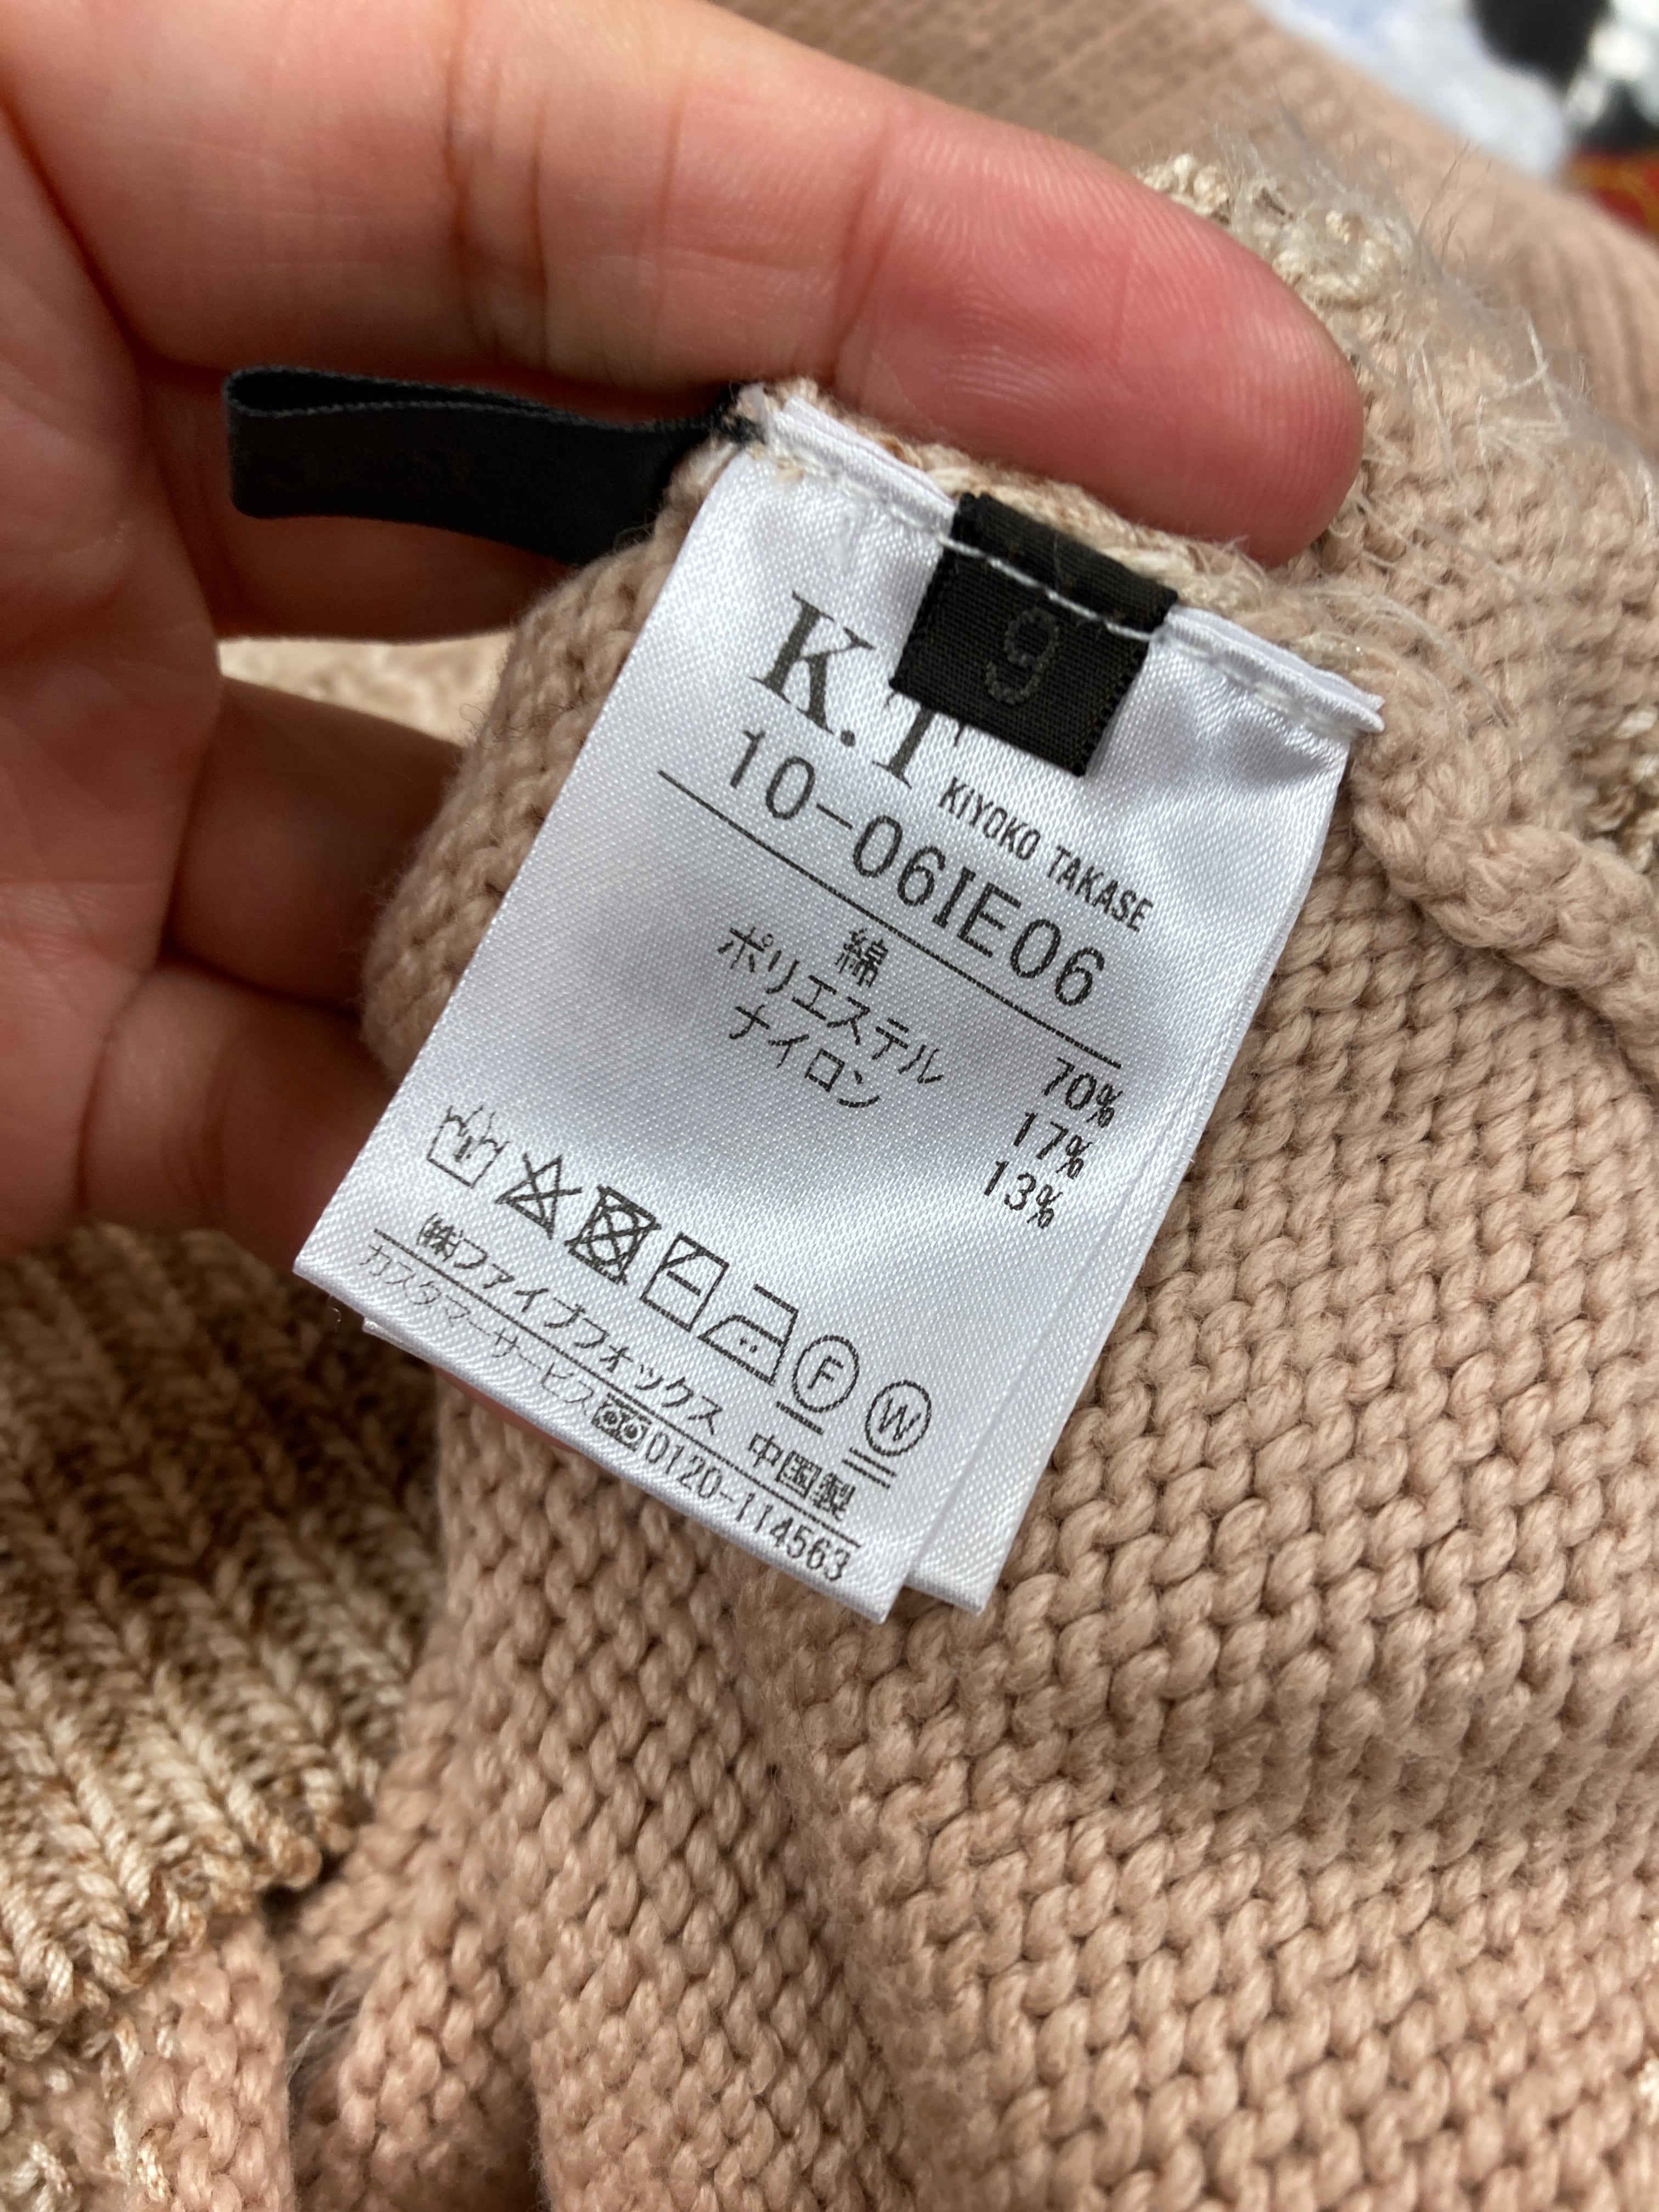 9
K.T
KiYOKO TAKASE
10-06IE06
綿 70%
ポリエステル 17%
ナイロン 13%
F W
㈱ファイブフォックス 中国製
カスタマーサービス 0120-114563